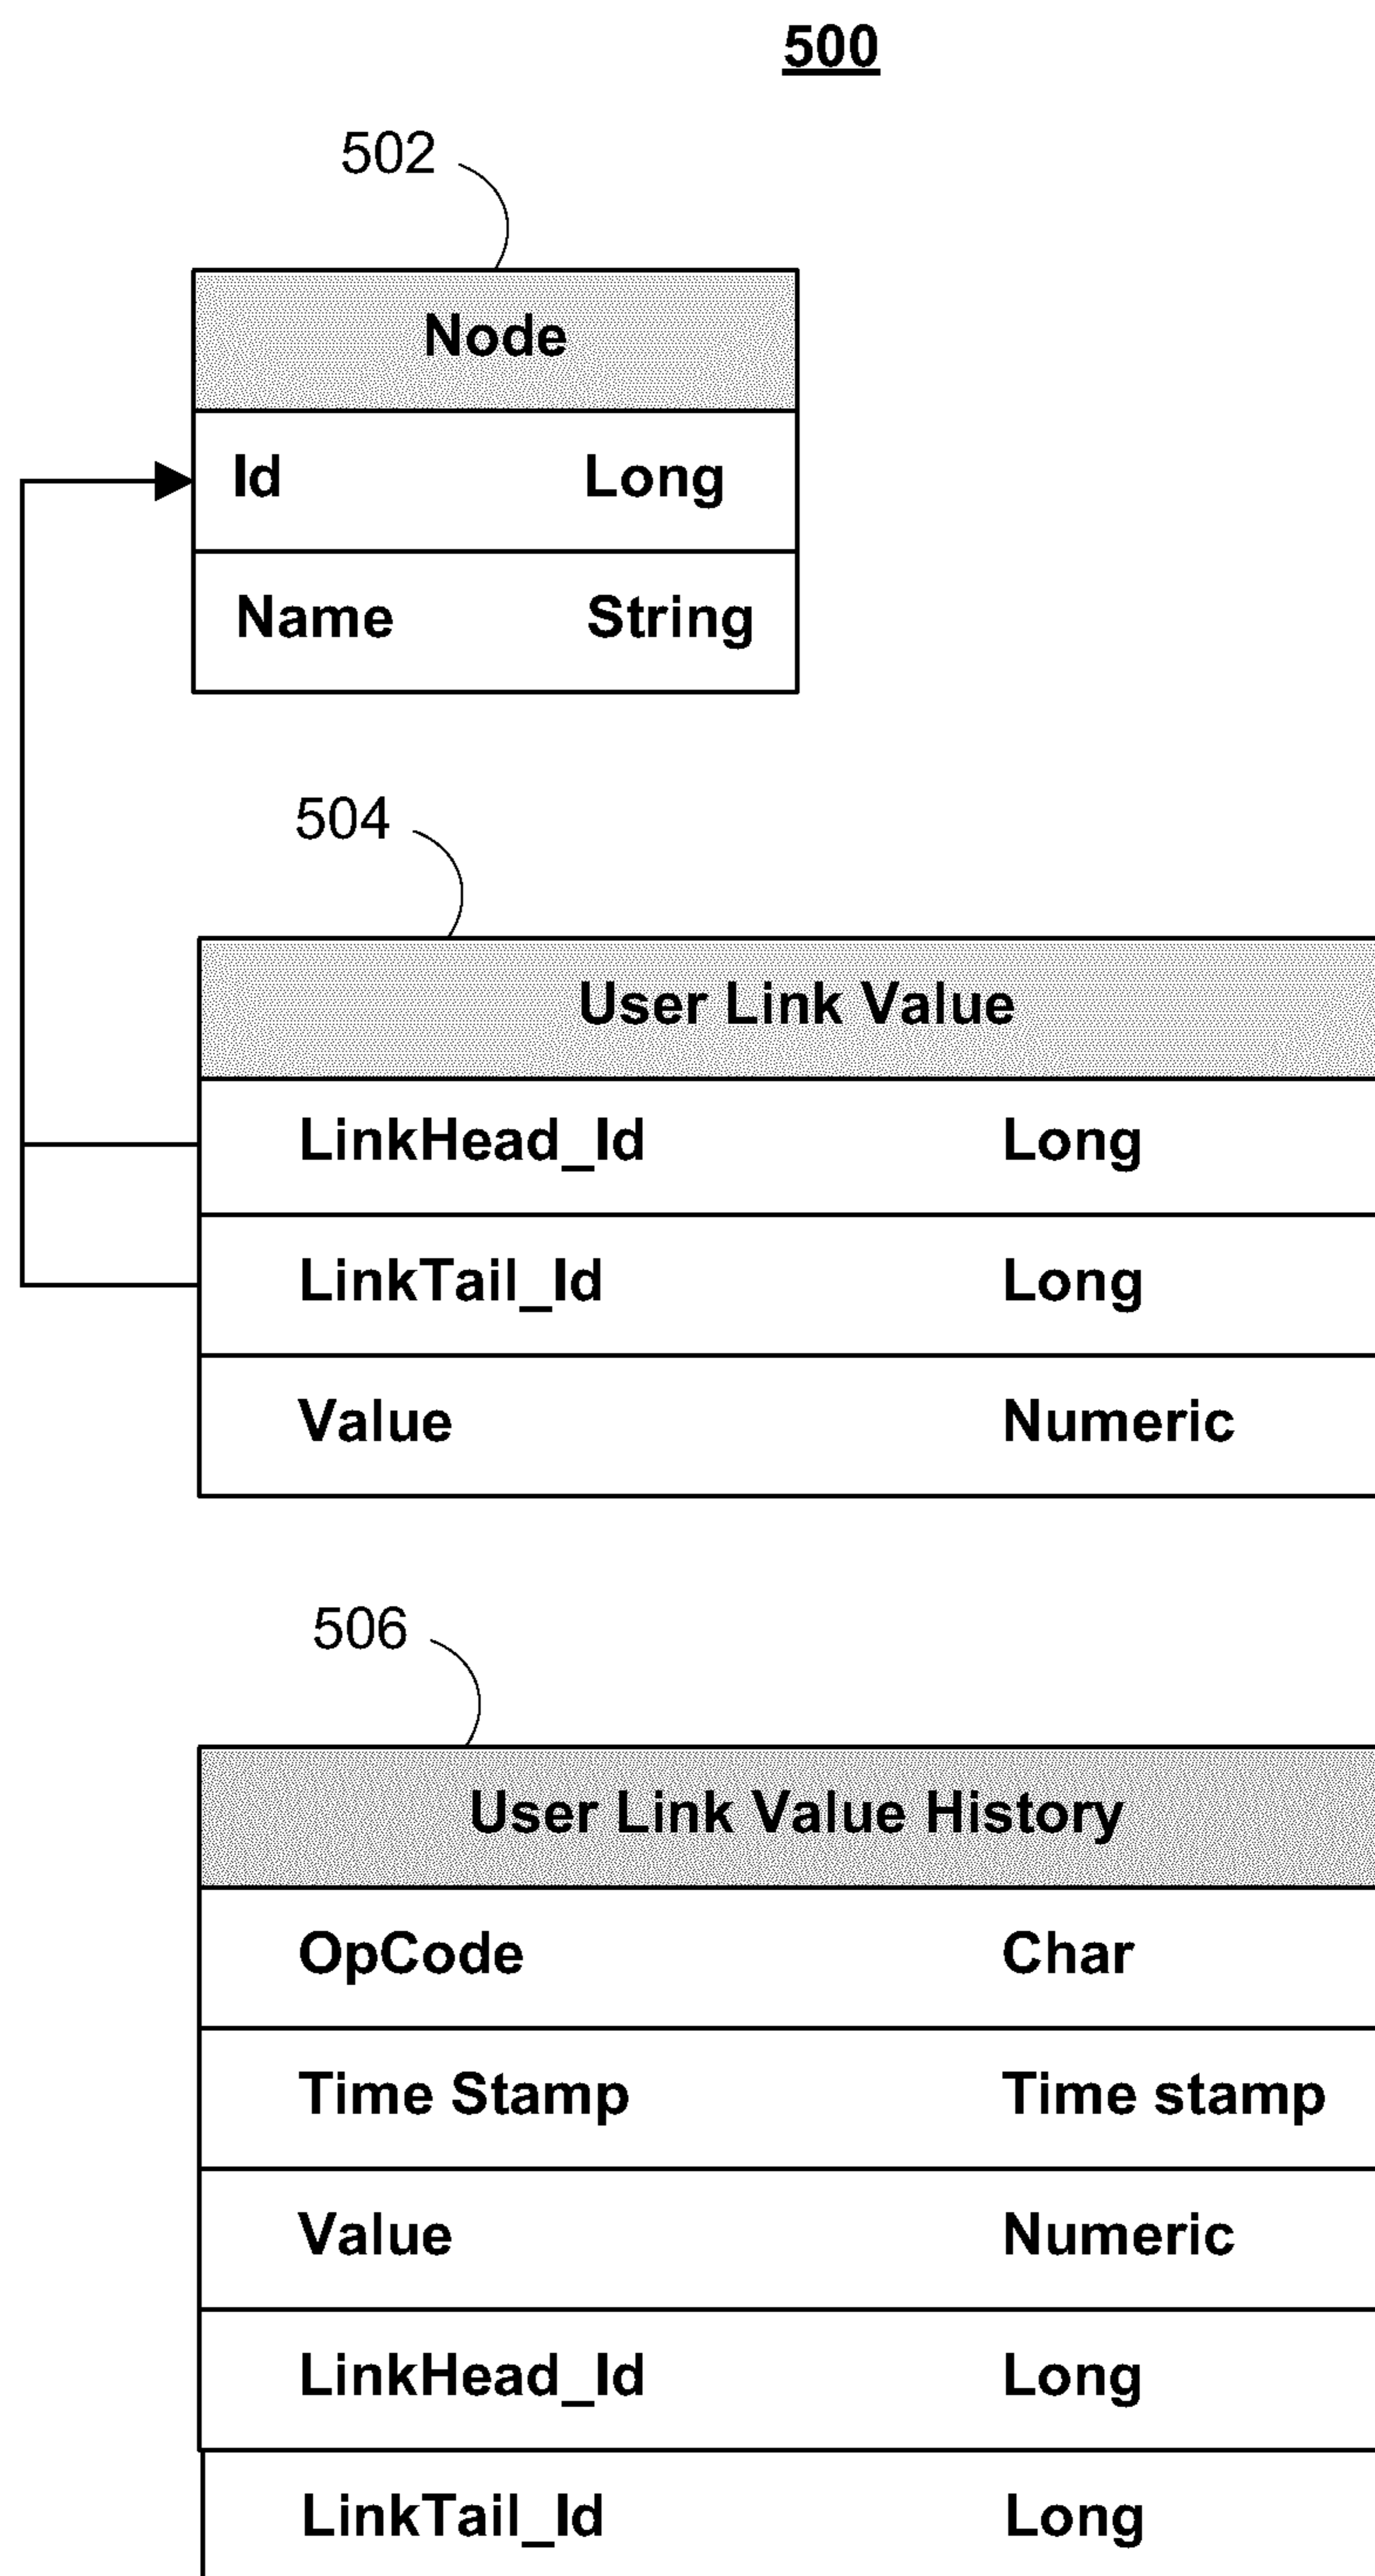 500
502
Node
Id Long
Name String
504
User Link Value
LinkHead_Id Long
LinkTail_Id Long
Value Numeric
506
User Link Value History
OpCode Char
Time Stamp Time stamp
Value Numeric
LinkHead_Id Long
LinkTail_Id Long